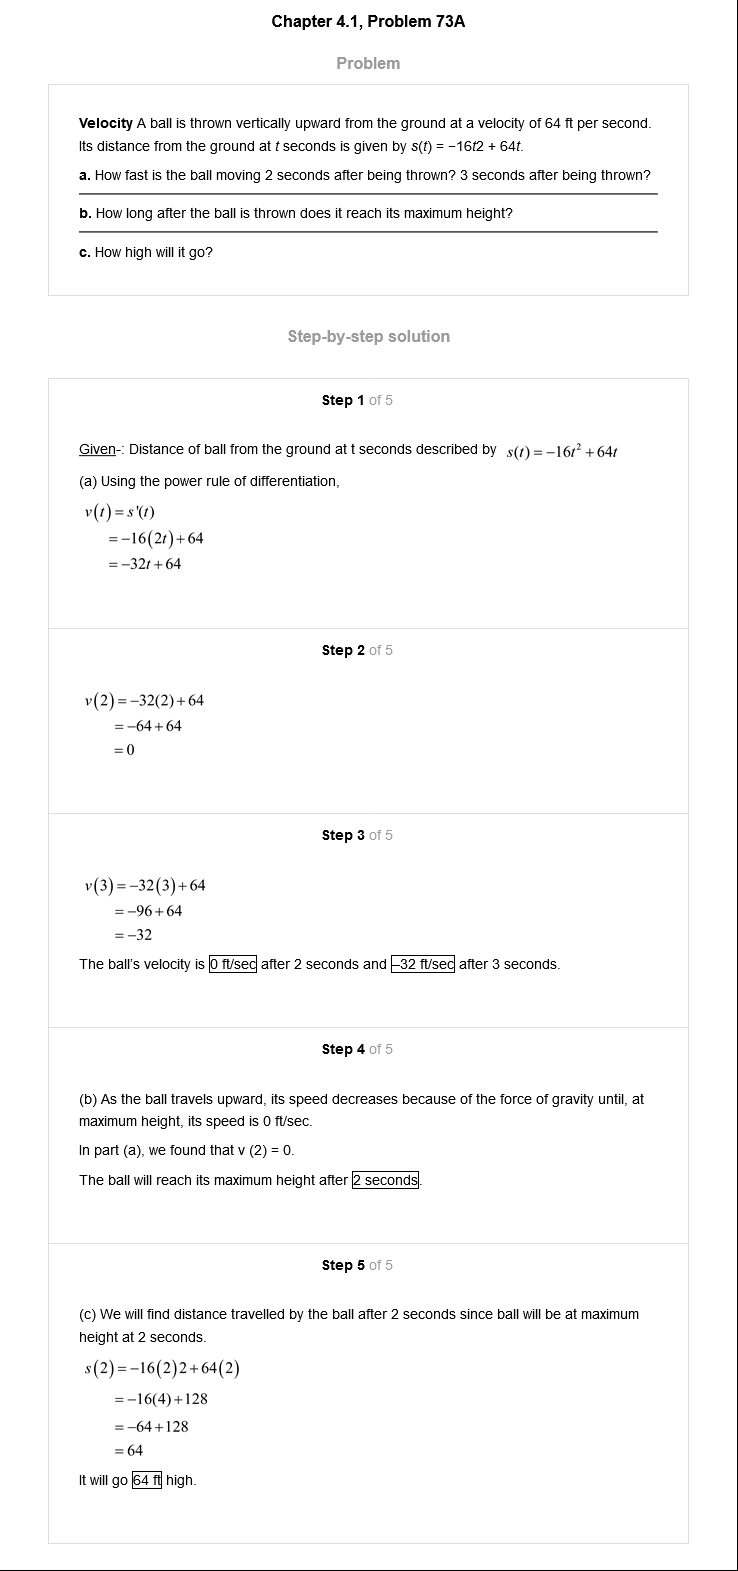 Chapter 4.1, Problem 73A
Problem
Velocity A ball is thrown vertically upward from the ground at a velocity of 64 ft per second.
Its distance from the ground at t seconds is given by s(t) = −16t2 + 64t.
a. How fast is the ball moving 2 seconds after being thrown? 3 seconds after being thrown?
b. How long after the ball is thrown does it reach its maximum height?
c. How high will it go?
Step-by-step solution
Step 1 of 5
Given-: Distance of ball from the ground at t seconds described by s(t) = −16t² + 64t
(a) Using the power rule of differentiation,
v(t) = s'(t)
= −16(2t) + 64
= −32t + 64
Step 2 of 5
v(2) = −32(2) + 64
= −64 + 64
= 0
Step 3 of 5
v(3) = −32(3) + 64
= −96 + 64
= −32
The ball's velocity is 0 ft/sec after 2 seconds and –32 ft/sec after 3 seconds.
Step 4 of 5
(b) As the ball travels upward, its speed decreases because of the force of gravity until, at
maximum height, its speed is 0 ft/sec.
In part (a), we found that v (2) = 0.
The ball will reach its maximum height after 2 seconds.
Step 5 of 5
(c) We will find distance travelled by the ball after 2 seconds since ball will be at maximum
height at 2 seconds.
s(2) = −16(2)2 + 64(2)
= −16(4) + 128
= −64 + 128
= 64
It will go 64 ft high.